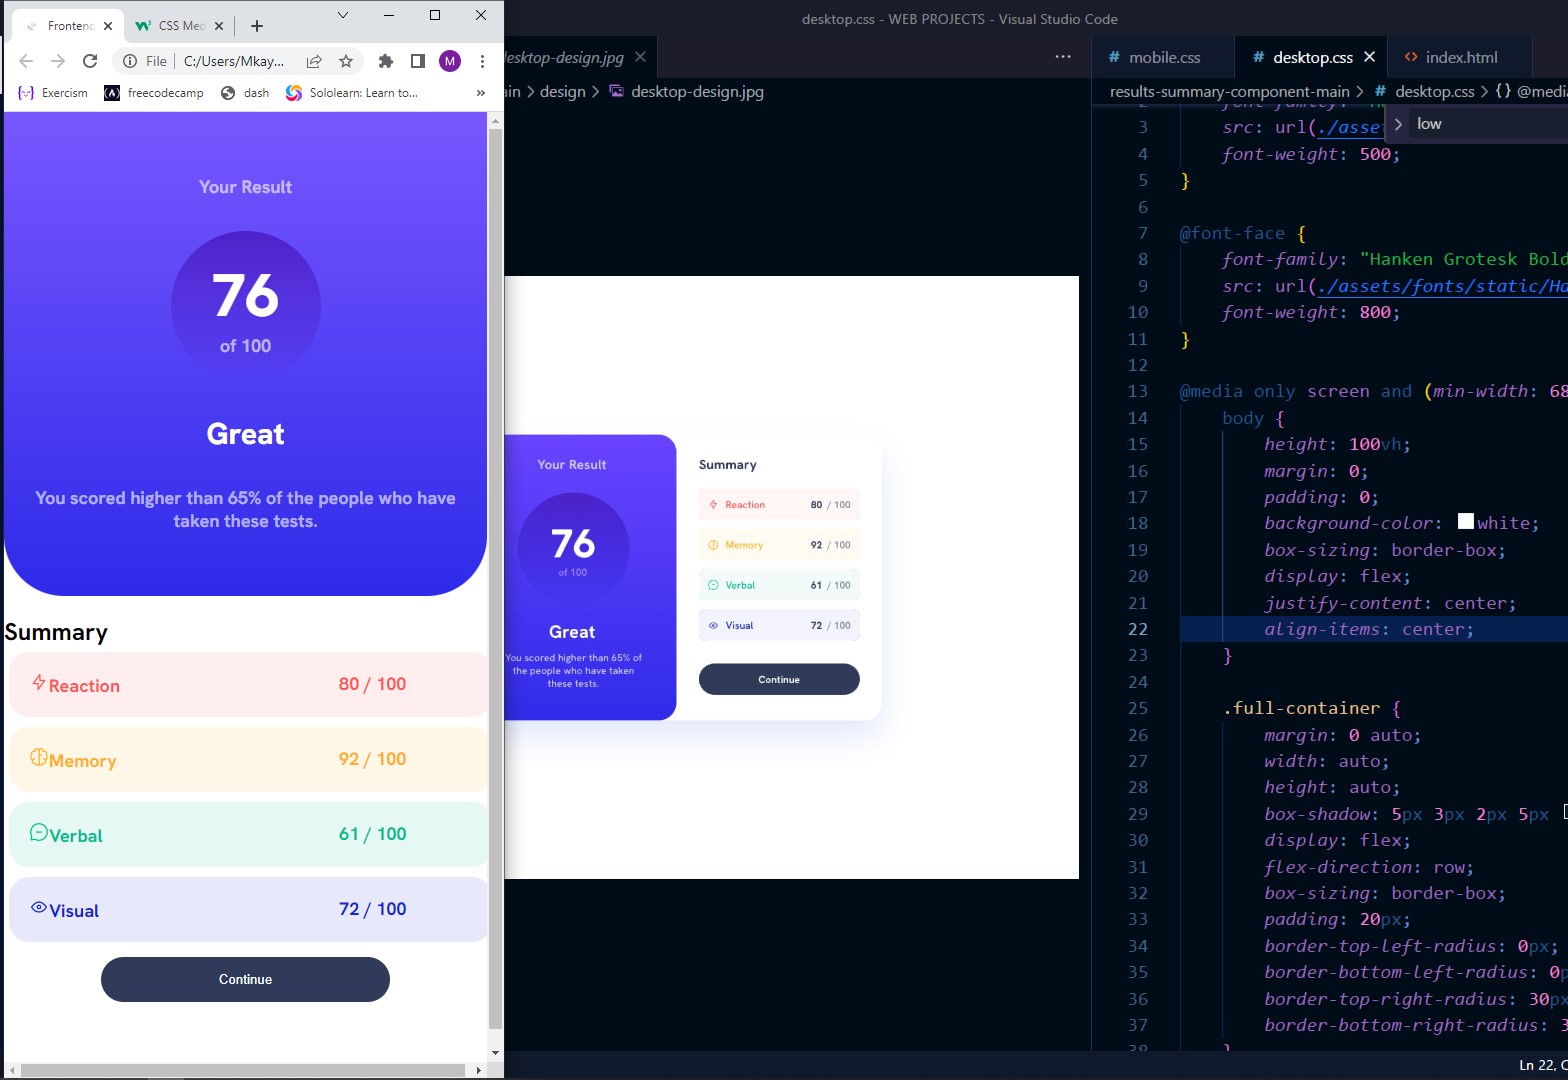 Frontend
CSS Med
File
C:/Users/Mkay...
M
Exercism
freecodecamp
dash
Sololearn: Learn to...
»
Your Result
76
of 100
Great
You scored higher than 65% of the people who have
taken these tests.
Summary
Reaction 80 / 100
Memory 92 / 100
Verbal 61 / 100
Visual 72 / 100
Continue
desktop.css - WEB PROJECTS - Visual Studio Code
desktop-design.jpg
ain > design > desktop-design.jpg
Your Result
76
of 100
Great
You scored higher than 65% of
the people who have taken
these tests.
Summary
Reaction 80 / 100
Memory 92 / 100
Verbal 61 / 100
Visual 72 / 100
Continue
# mobile.css
# desktop.css
<> index.html
results-summary-component-main > # desktop.css > {} @media
low
3 src: url(./asse
4 font-weight: 500;
5 }
6
7 @font-face {
8 font-family: "Hanken Grotesk Bold
9 src: url(./assets/fonts/static/Ha
10 font-weight: 800;
11 }
12
13 @media only screen and (min-width: 68
14 body {
15 height: 100vh;
16 margin: 0;
17 padding: 0;
18 background-color: white;
19 box-sizing: border-box;
20 display: flex;
21 justify-content: center;
22 align-items: center;
23 }
24
25 .full-container {
26 margin: 0 auto;
27 width: auto;
28 height: auto;
29 box-shadow: 5px 3px 2px 5px
30 display: flex;
31 flex-direction: row;
32 box-sizing: border-box;
33 padding: 20px;
34 border-top-left-radius: 0px;
35 border-bottom-left-radius: 0p
36 border-top-right-radius: 30px
37 border-bottom-right-radius: 3
38 }
Ln 22, C